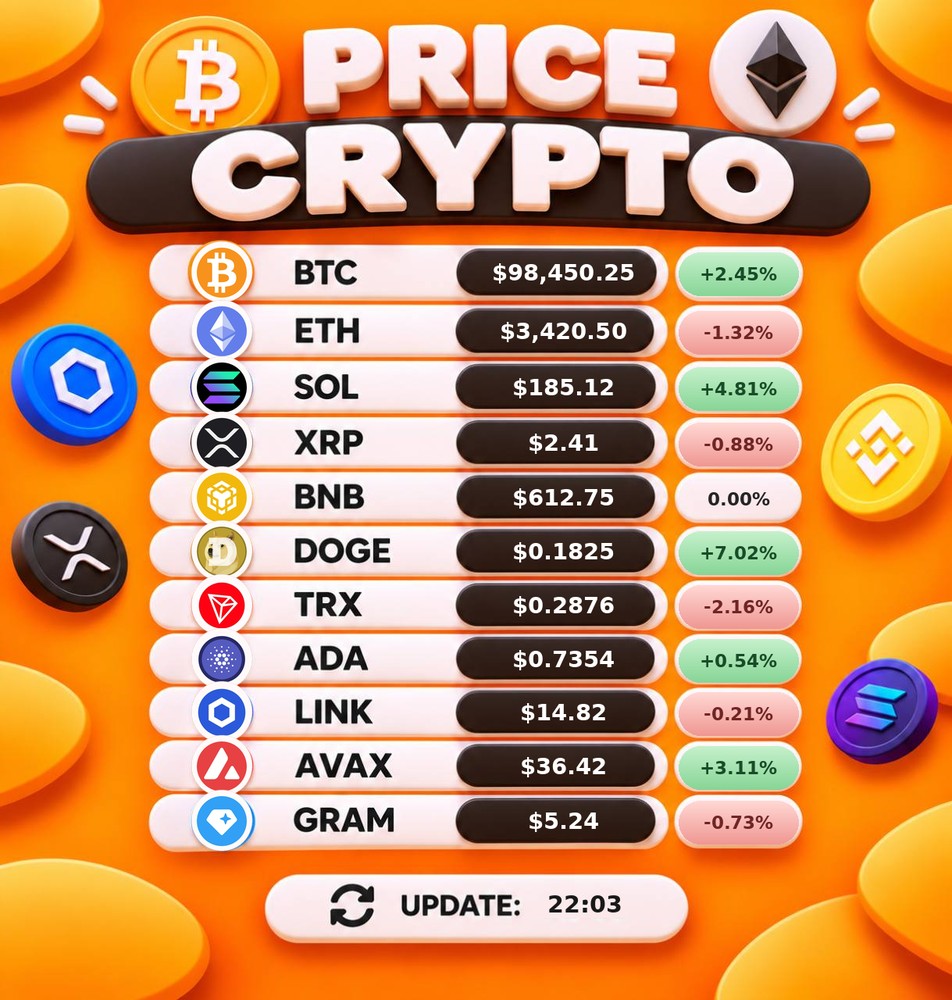 PRICE
CRYPTO
BTC $98,450.25 +2.45%
ETH $3,420.50 -1.32%
SOL $185.12 +4.81%
XRP $2.41 -0.88%
BNB $612.75 0.00%
DOGE $0.1825 +7.02%
TRX $0.2876 -2.16%
ADA $0.7354 +0.54%
LINK $14.82 -0.21%
AVAX $36.42 +3.11%
GRAM $5.24 -0.73%
UPDATE: 22:03